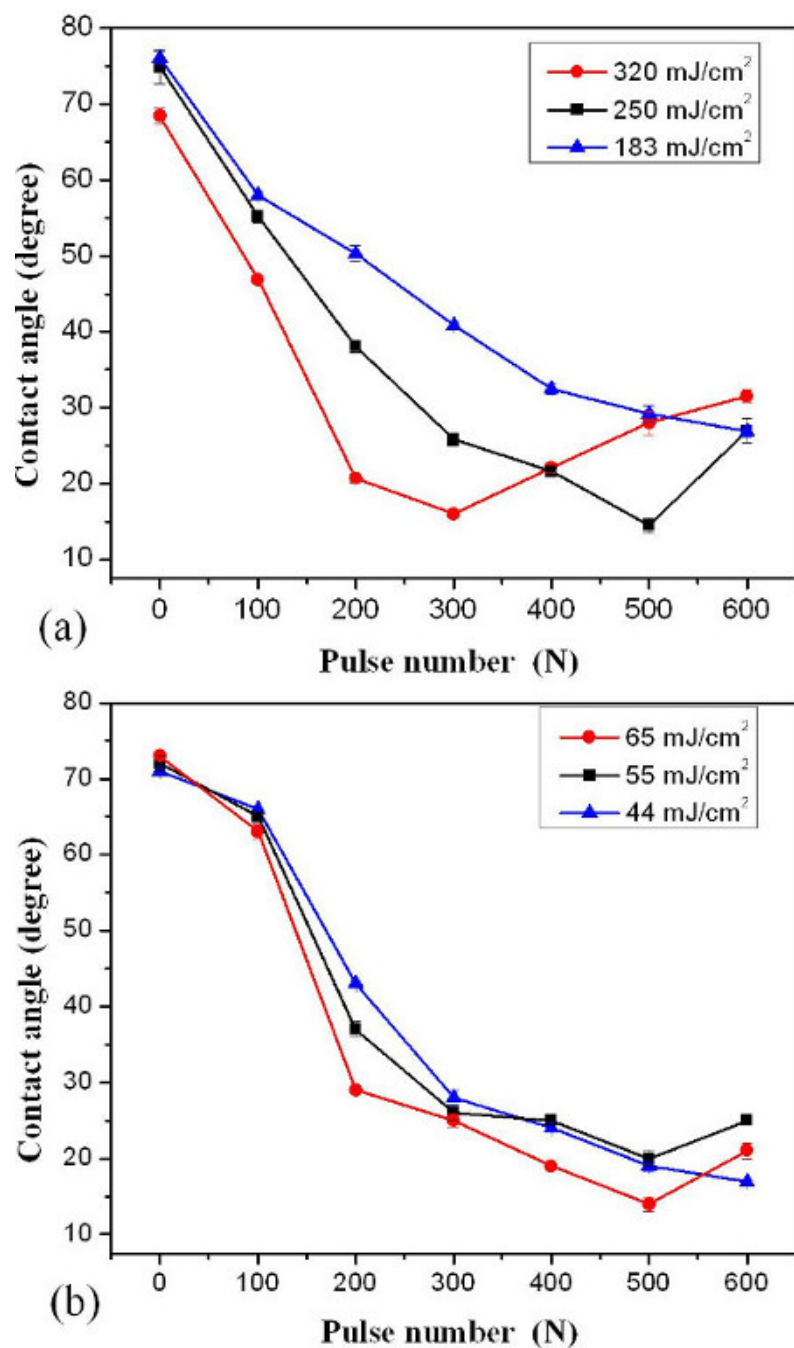 80
70
60
50
40
30
20
10
Contact angle (degree)
320 mJ/cm²
250 mJ/cm²
183 mJ/cm²
0 100 200 300 400 500 600
(a)
Pulse number (N)
80
70
60
50
40
30
20
10
Contact angle (degree)
65 mJ/cm²
55 mJ/cm²
44 mJ/cm²
0 100 200 300 400 500 600
(b)
Pulse number (N)